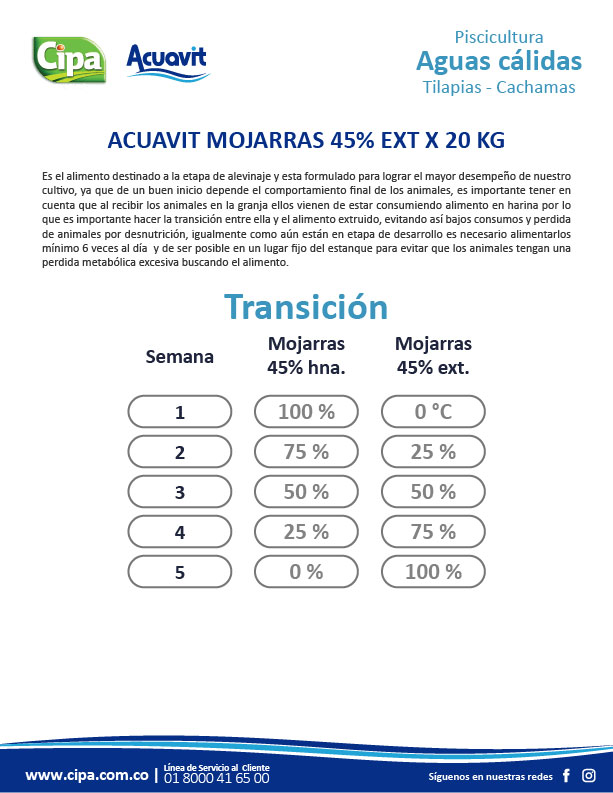 Cipa
Acuavit
Piscicultura
Aguas cálidas
Tilapias - Cachamas
ACUAVIT MOJARRAS 45% EXT X 20 KG
Es el alimento destinado a la etapa de alevinaje y esta formulado para lograr el mayor desempeño de nuestro
cultivo, ya que de un buen inicio depende el comportamiento final de los animales, es importante tener en
cuenta que al recibir los animales en la granja ellos vienen de estar consumiendo alimento en harina por lo
que es importante hacer la transición entre ella y el alimento extruido, evitando así bajos consumos y perdida
de animales por desnutrición, igualmente como aún están en etapa de desarrollo es necesario alimentarlos
mínimo 6 veces al día y de ser posible en un lugar fijo del estanque para evitar que los animales tengan una
perdida metabólica excesiva buscando el alimento.
Transición
Semana
Mojarras
45% hna.
Mojarras
45% ext.
1 100 % 0 °C
2 75 % 25 %
3 50 % 50 %
4 25 % 75 %
5 0 % 100 %
www.cipa.com.co |
Línea de Servicio al Cliente
01 8000 41 65 00
Síguenos en nuestras redes